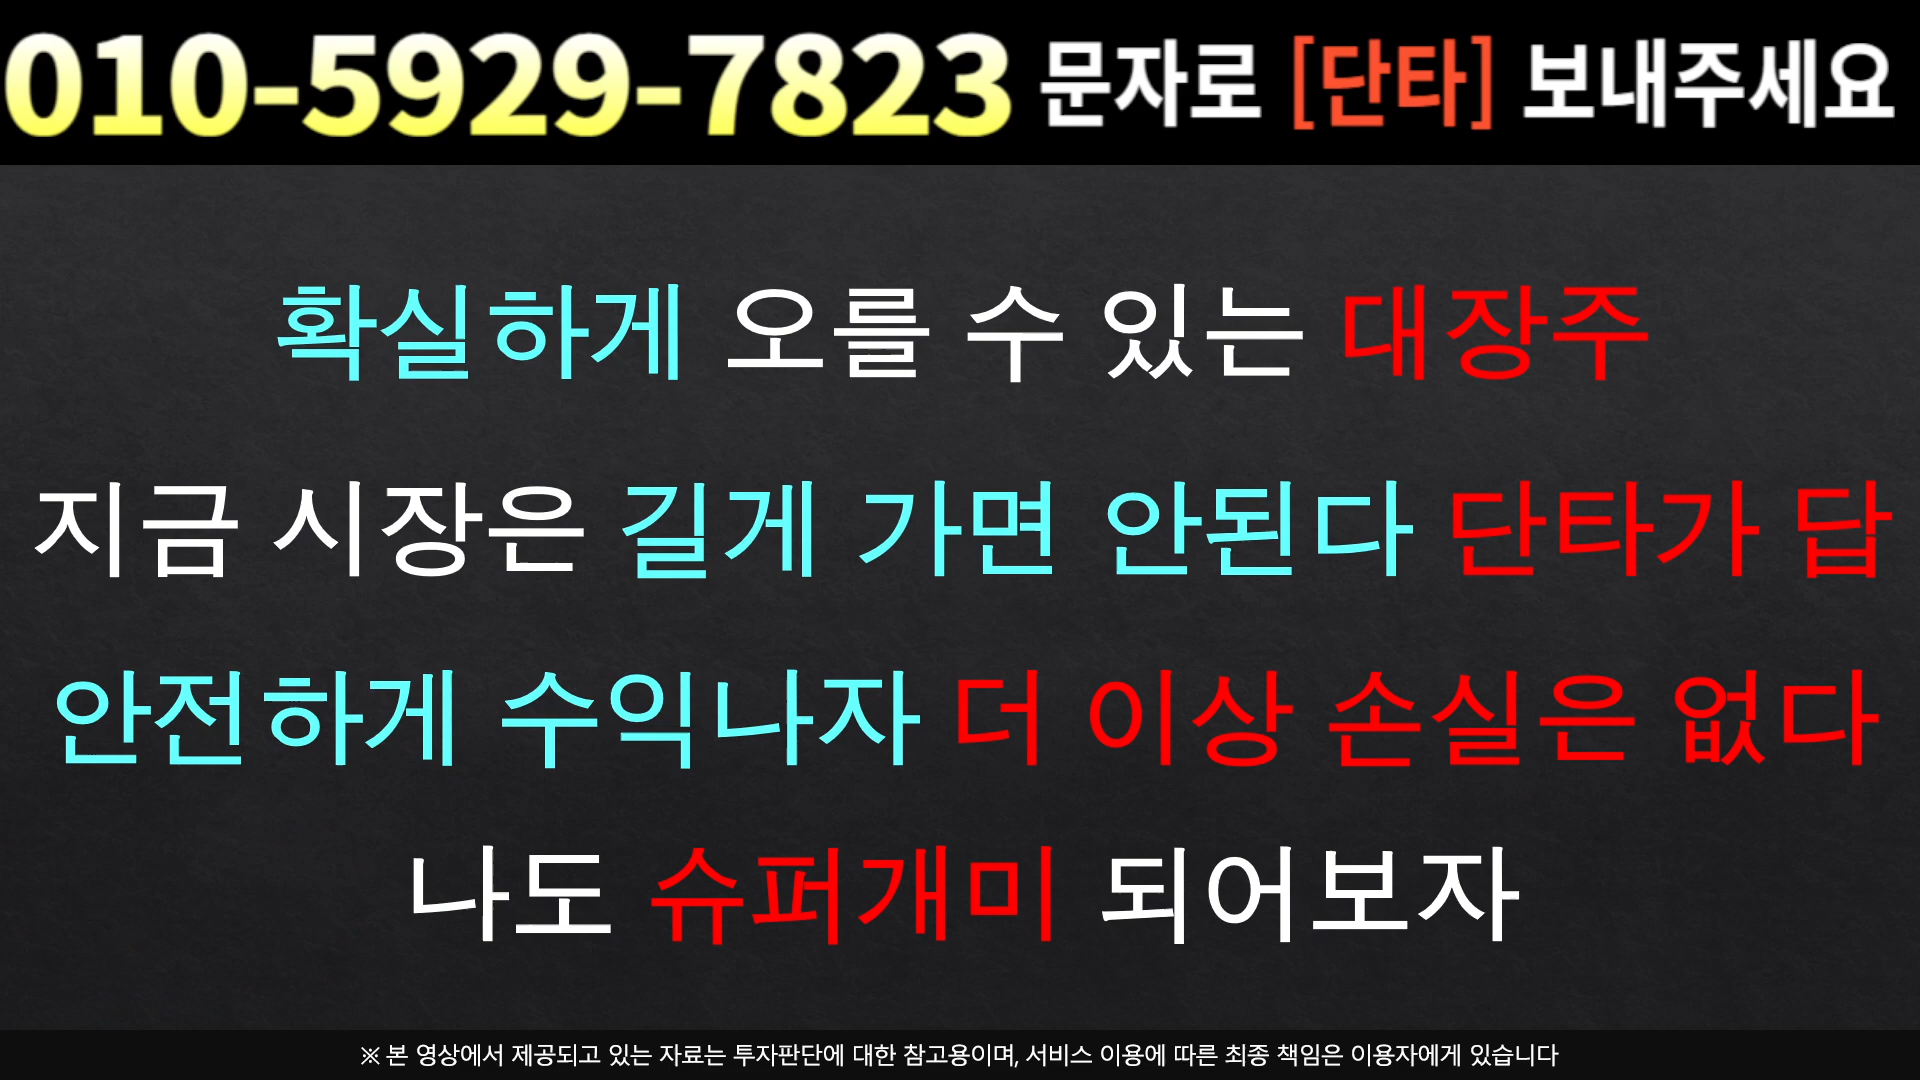 010-5929-7823 문자로 [단타] 보내주세요
확실하게 오를 수 있는 대장주
지금 시장은 길게 가면 안된다 단타가 답
안전하게 수익나자 더 이상 손실은 없다
나도 슈퍼개미 되어보자
※ 본 영상에서 제공되고 있는 자료는 투자판단에 대한 참고용이며, 서비스 이용에 따른 최종 책임은 이용자에게 있습니다